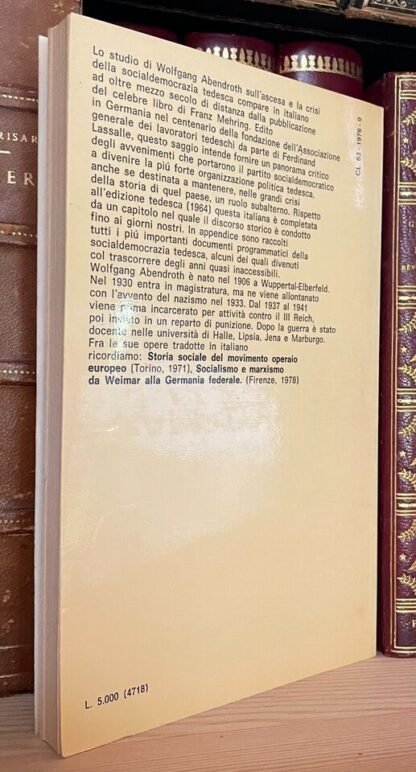 Lo studio di Wolfgang Abendroth sull'ascesa e la crisi
della socialdemocrazia tedesca compare in italiano
ad oltre mezzo secolo di distanza dalla pubblicazione
del celebre libro di Franz Mehring. Edito
in Germania nel centenario della fondazione dell'Associazione
generale dei lavoratori tedeschi da parte di Ferdinand
Lassalle, questo saggio intende fornire un panorama critico
degli avvenimenti che portarono il partito socialdemocratico
a divenire la piú forte organizzazione politica tedesca,
anche se destinata a mantenere, nelle grandi crisi
della storia di quel paese, un ruolo subalterno. Rispetto
all'edizione tedesca (1964) questa italiana è completata
da un capitolo nel quale il discorso storico è condotto
fino ai giorni nostri. In appendice sono raccolti
tutti i piú importanti documenti programmatici della
socialdemocrazia tedesca, alcuni dei quali divenuti
col trascorrere degli anni quasi inaccessibili.
Wolfgang Abendroth è nato nel 1906 a Wuppertal-Elberfeld.
Nel 1930 entra in magistratura, ma ne viene allontanato
con l'avvento del nazismo nel 1933. Dal 1937 al 1941
viene prima incarcerato per attività contro il III Reich,
poi inviato in un reparto di punizione. Dopo la guerra è stato
docente nelle università di Halle, Lipsia, Jena e Marburgo.
Fra le sue opere tradotte in italiano
ricordiamo: Storia sociale del movimento operaio
europeo (Torino, 1971), Socialismo e marxismo
da Weimar alla Germania federale. (Firenze, 1978)
L. 5.000 (4718)
CL 63-1976-9
RISAR
ER